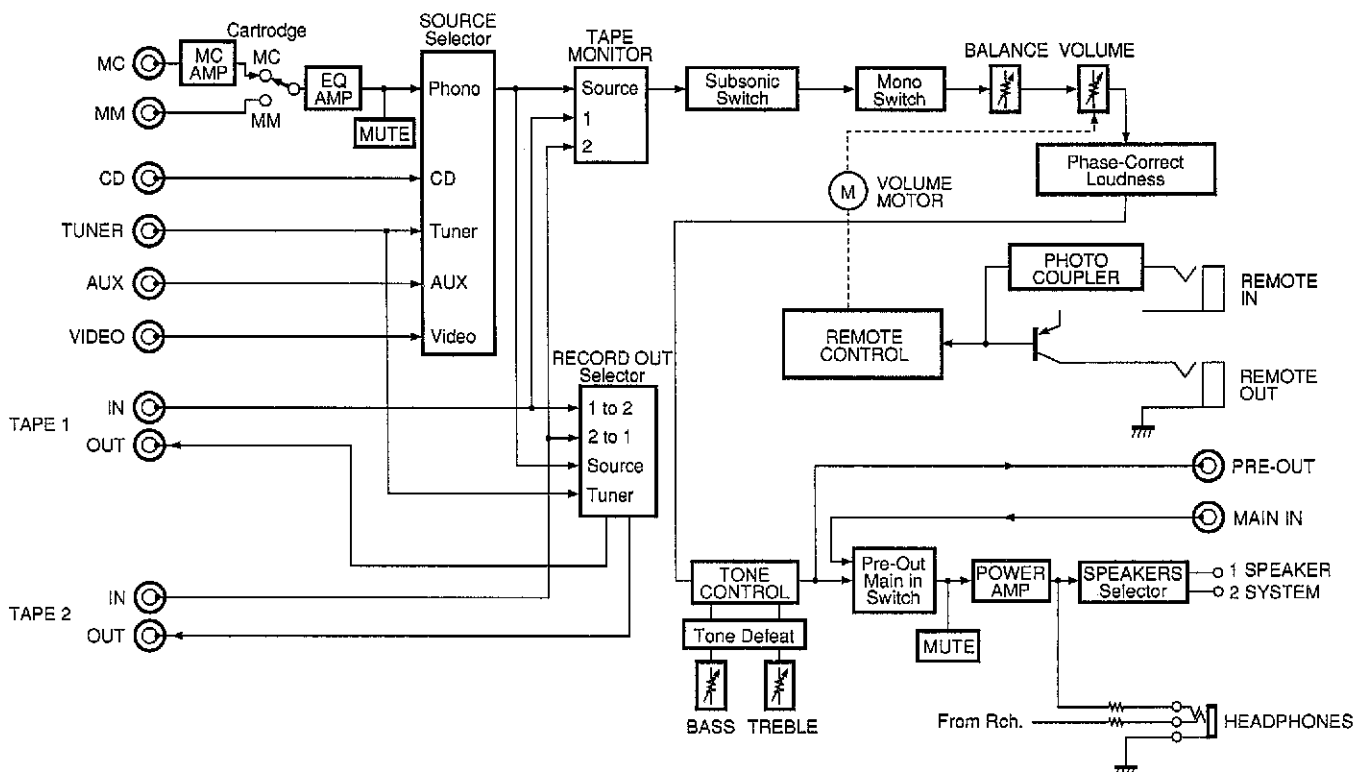 Cartrodge
MC
MC
AMP
MC
MM
MM
EQ
AMP
MUTE
SOURCE
Selector
Phono
CD
Tuner
AUX
Video
CD
TUNER
AUX
VIDEO
TAPE
MONITOR
Source
1
2
Subsonic
Switch
Mono
Switch
BALANCE
VOLUME
Phase-Correct
Loudness
M
VOLUME
MOTOR
PHOTO
COUPLER
REMOTE
IN
REMOTE
CONTROL
REMOTE
OUT
TAPE 1
IN
OUT
RECORD OUT
Selector
1 to 2
2 to 1
Source
Tuner
TAPE 2
IN
OUT
PRE-OUT
MAIN IN
TONE
CONTROL
Tone Defeat
BASS
TREBLE
Pre-Out
Main in
Switch
MUTE
POWER
AMP
SPEAKERS
Selector
1 SPEAKER
2 SYSTEM
From Rch.
HEADPHONES